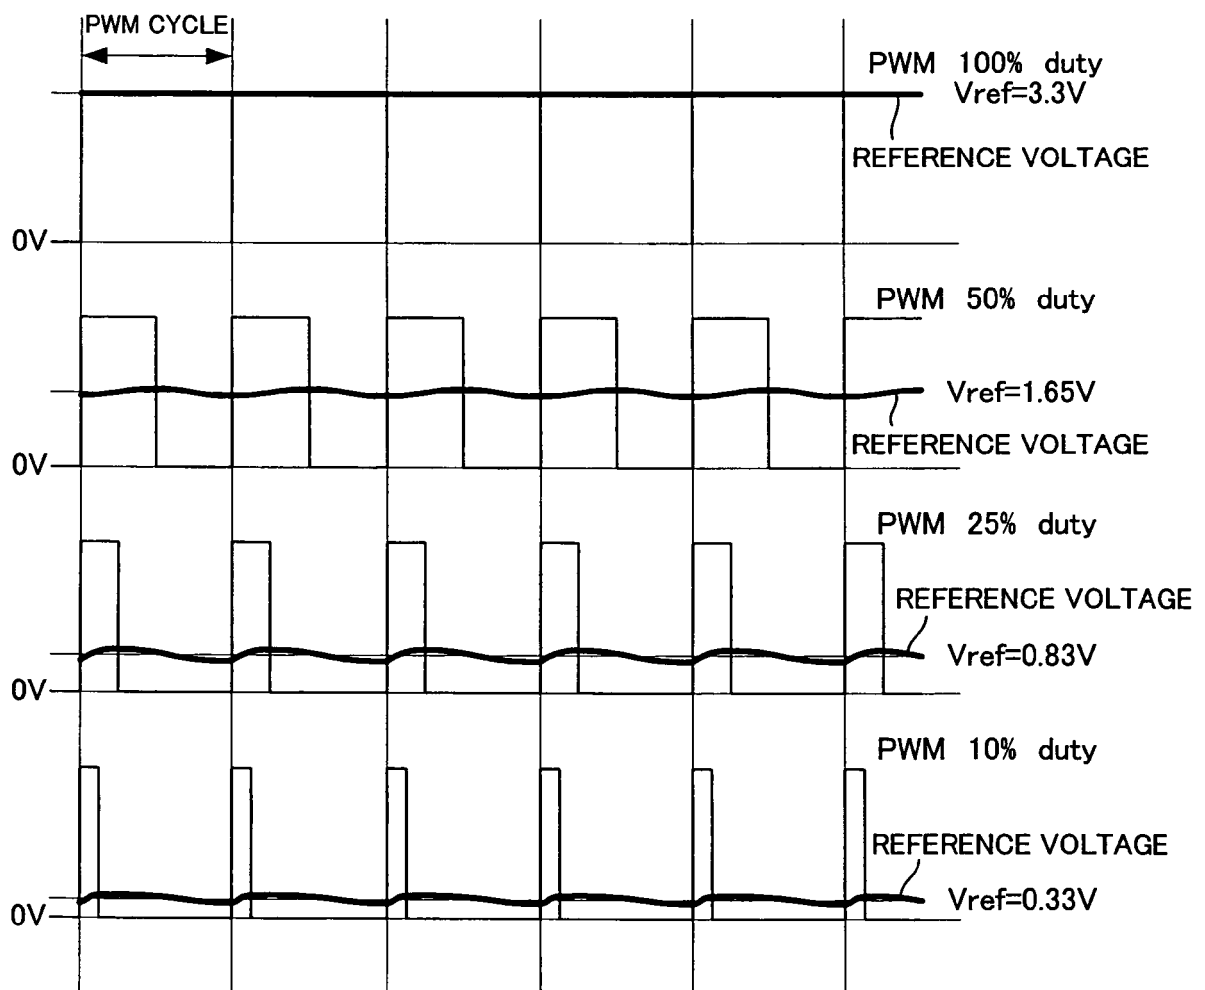 PWM CYCLE
PWM 100% duty
Vref=3.3V
REFERENCE VOLTAGE
0V
PWM 50% duty
Vref=1.65V
REFERENCE VOLTAGE
0V
PWM 25% duty
REFERENCE VOLTAGE
Vref=0.83V
0V
PWM 10% duty
REFERENCE VOLTAGE
Vref=0.33V
0V